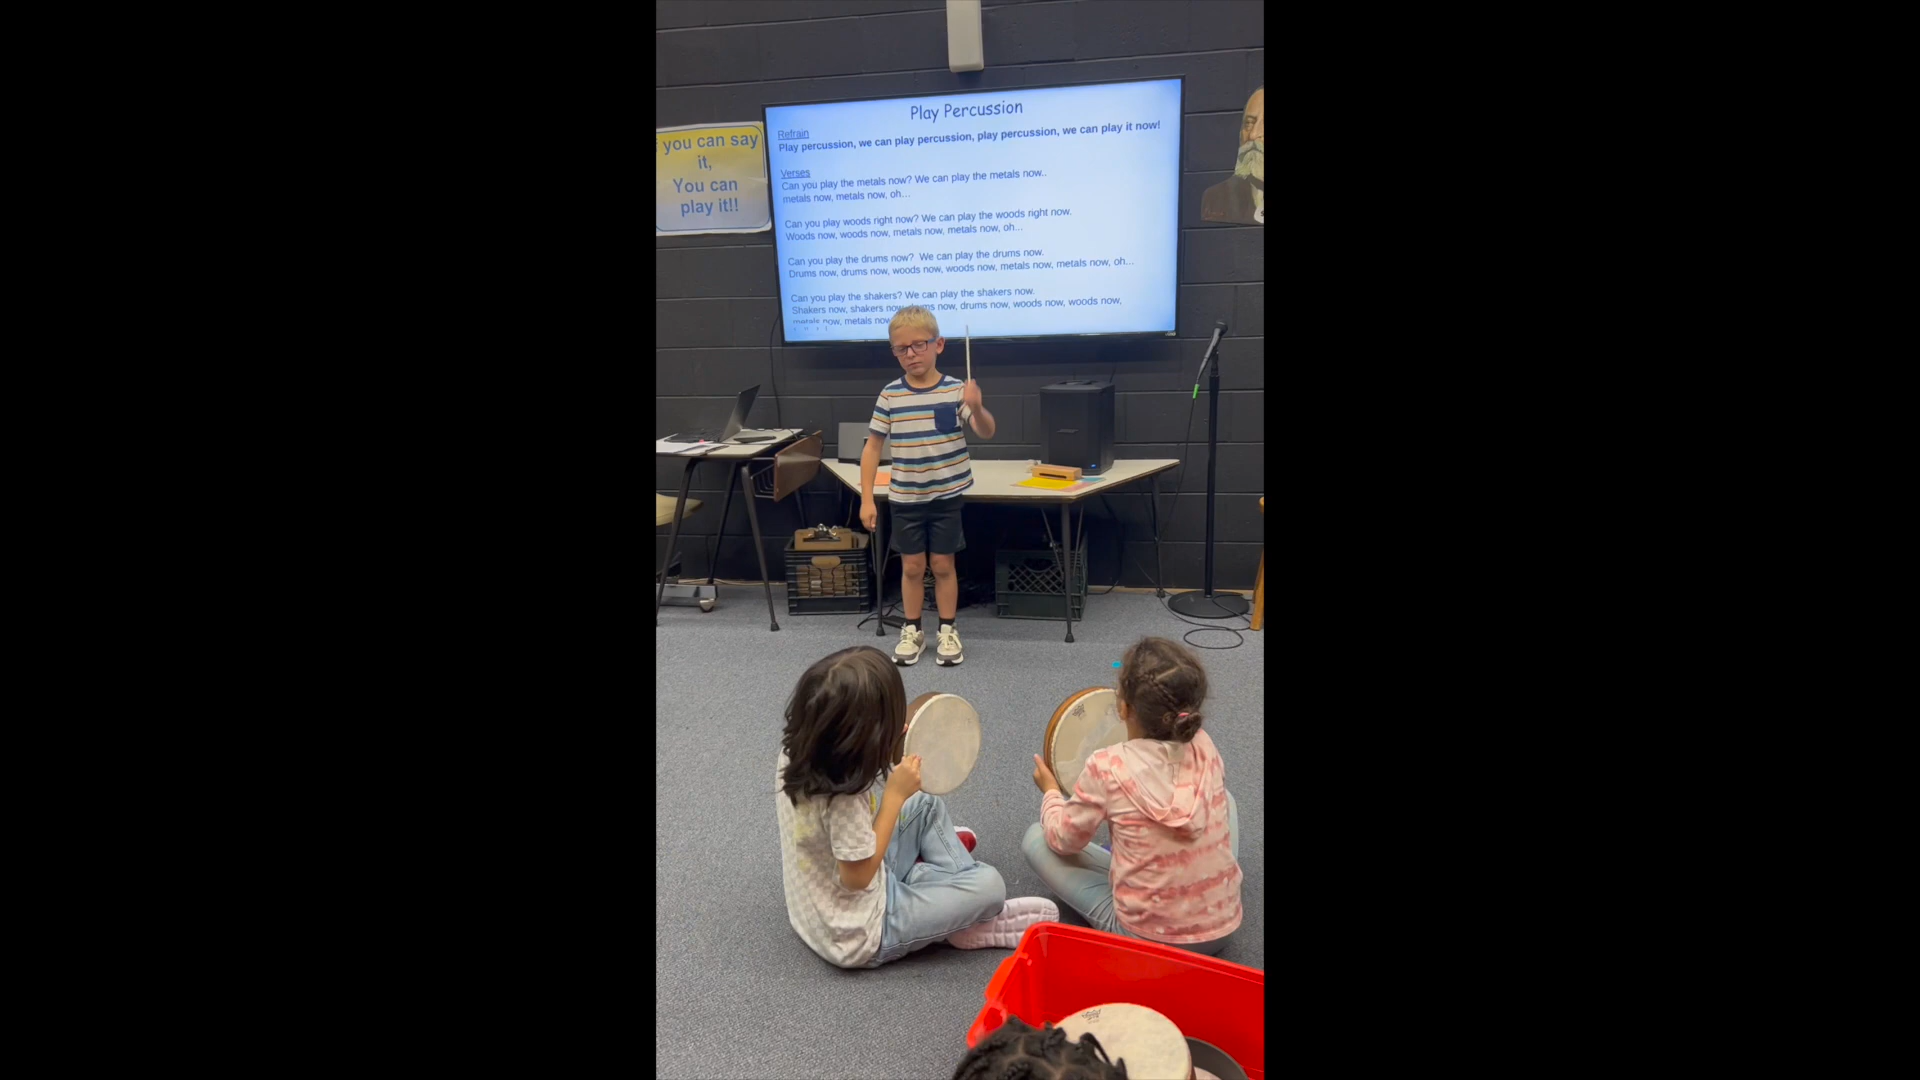 Play Percussion
Refrain
Play percussion, we can play percussion, play percussion, we can play it now!
Verses
Can you play the metals now? We can play the metals now..
metals now, metals now, oh...
Can you play woods right now? We can play the woods right now.
Woods now, woods now, metals now, metals now, oh...
Can you play the drums now? We can play the drums now.
Drums now, drums now, woods now, woods now, metals now, metals now, oh...
Can you play the shakers? We can play the shakers now.
Shakers now, shakers now, drums now, drums now, woods now, woods now,
metals now, metals now
you can say
it,
You can
play it!!